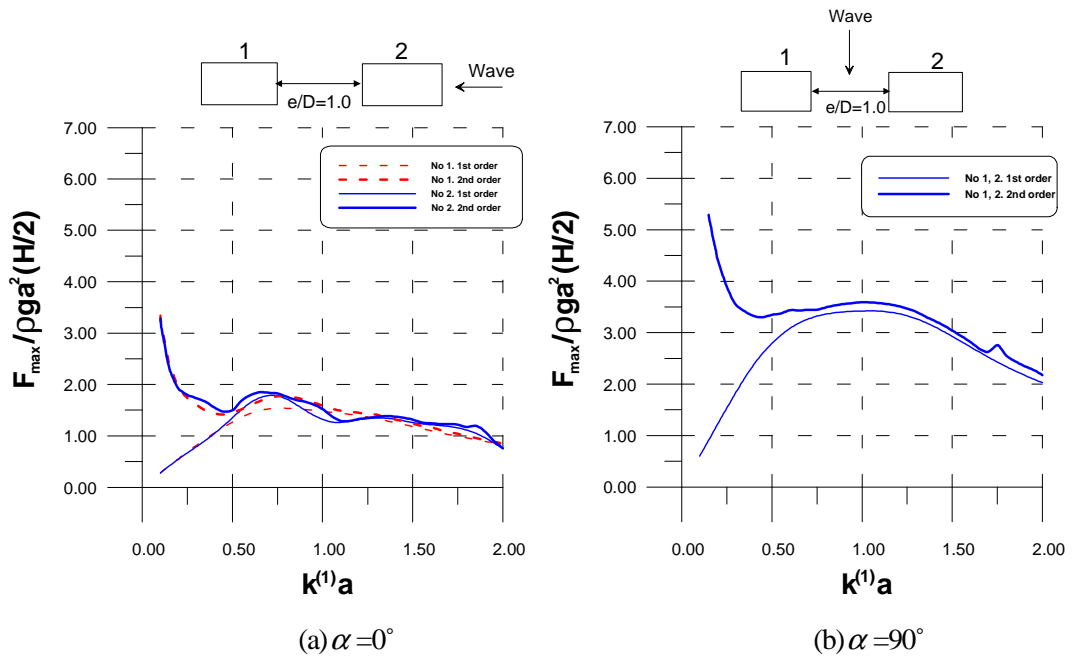 1
2
Wave
e/D=1.0
7.00
6.00
5.00
4.00
3.00
2.00
1.00
0.00
F_max/ρga²(H/2)
No 1. 1st order
No 1. 2nd order
No 2. 1st order
No 2. 2nd order
0.00 0.50 1.00 1.50 2.00
k⁽¹⁾a
(a) α =0°
Wave
1
2
e/D=1.0
7.00
6.00
5.00
4.00
3.00
2.00
1.00
0.00
F_max/ρga²(H/2)
No 1, 2. 1st order
No 1, 2. 2nd order
0.00 0.50 1.00 1.50 2.00
k⁽¹⁾a
(b) α =90°